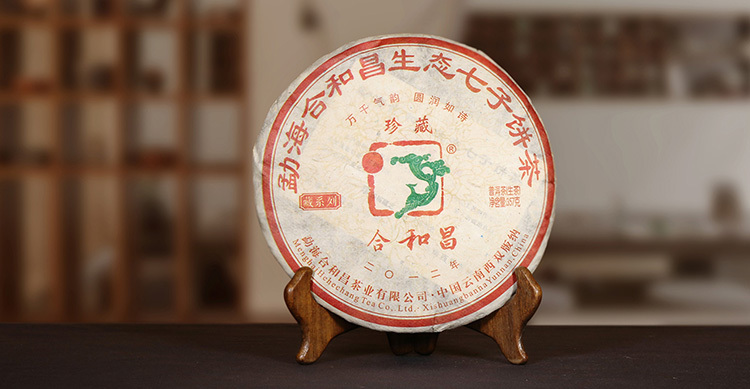 勐海合和昌生态七子饼茶
万千气韵 圆润如诗
珍藏
®
藏系列
普洱茶(生茶)
净含量:357克
合和昌
二〇一二年
勐海合和昌茶业有限公司·中国云南西双版纳
Menghai Hehechang Tea Co., Ltd.· Xishuangbanha Yunnan, China